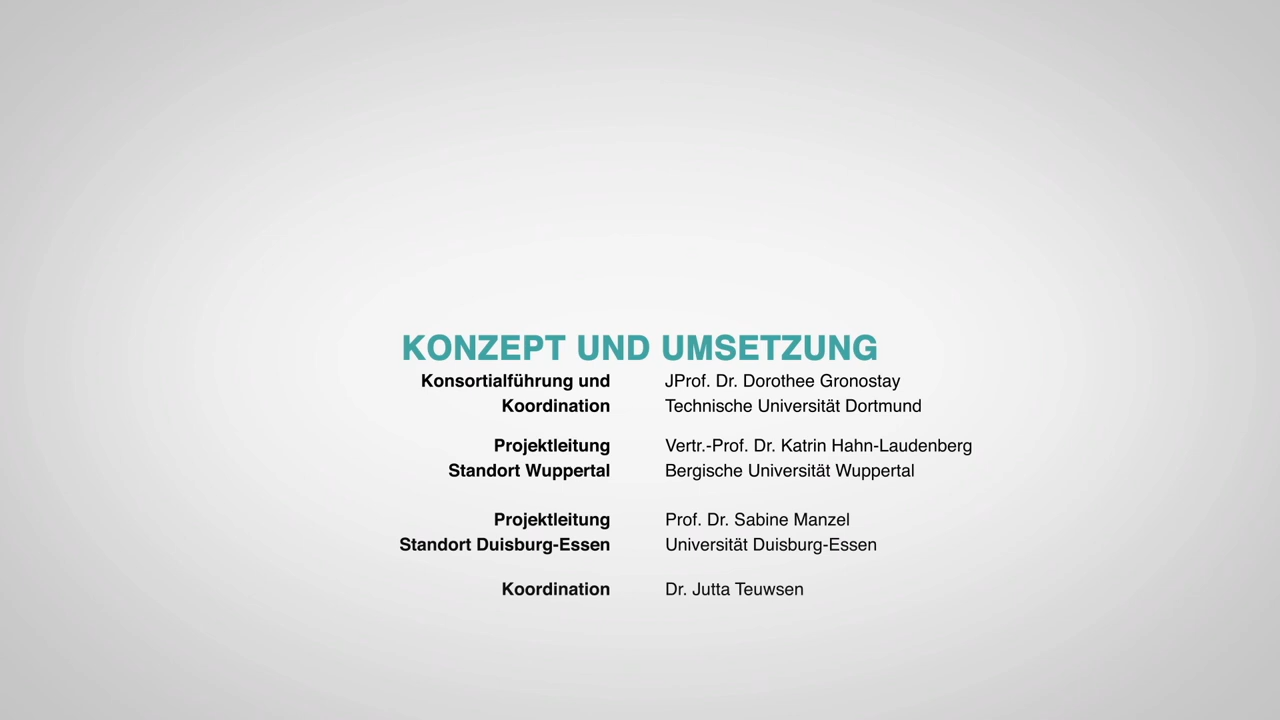 KONZEPT UND UMSETZUNG
Konsortialführung und JProf. Dr. Dorothee Gronostay
Koordination Technische Universität Dortmund
Projektleitung Vertr.-Prof. Dr. Katrin Hahn-Laudenberg
Standort Wuppertal Bergische Universität Wuppertal
Projektleitung Prof. Dr. Sabine Manzel
Standort Duisburg-Essen Universität Duisburg-Essen
Koordination Dr. Jutta Teuwsen